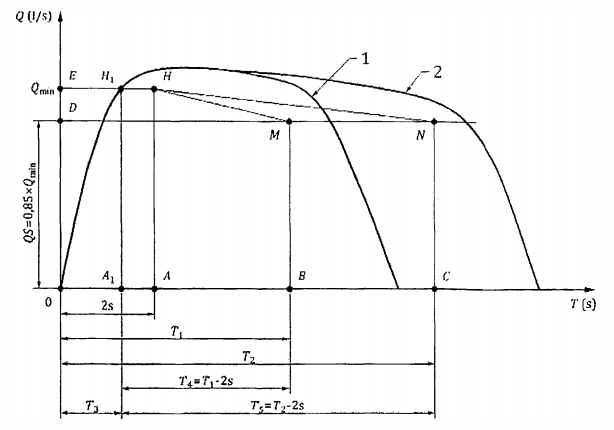 Q (l/s)
1
2
E H₁ H
Qmin
D
M N
QS=0,85×Qmin
0 A₁ A B C
T (s)
2s
T₁
T₂
T₄=T₁-2s
T₃ T₅=T₂-2s